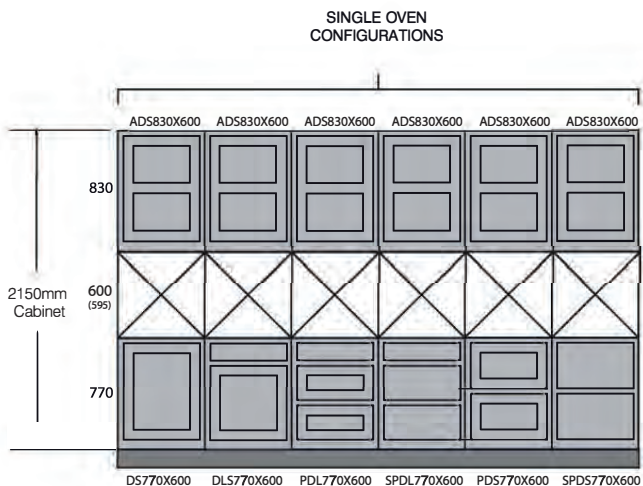 SINGLE OVEN
CONFIGURATIONS
ADS830X600 ADS830X600 ADS830X600 ADS830X600 ADS830X600 ADS830X600
830
2150mm
Cabinet
600
(595)
770
DS770X600 DLS770X600 PDL770X600 SPDL770X600 PDS770X600 SPDS770X600